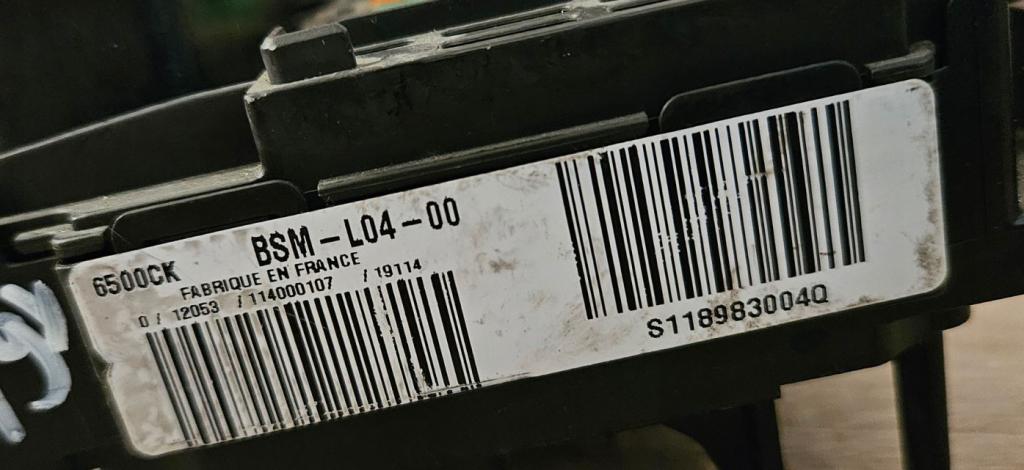 6500CK BSM-L04-00
FABRIQUE EN FRANCE
0 / 12053 / 114000107 / 19114
S118983004Q